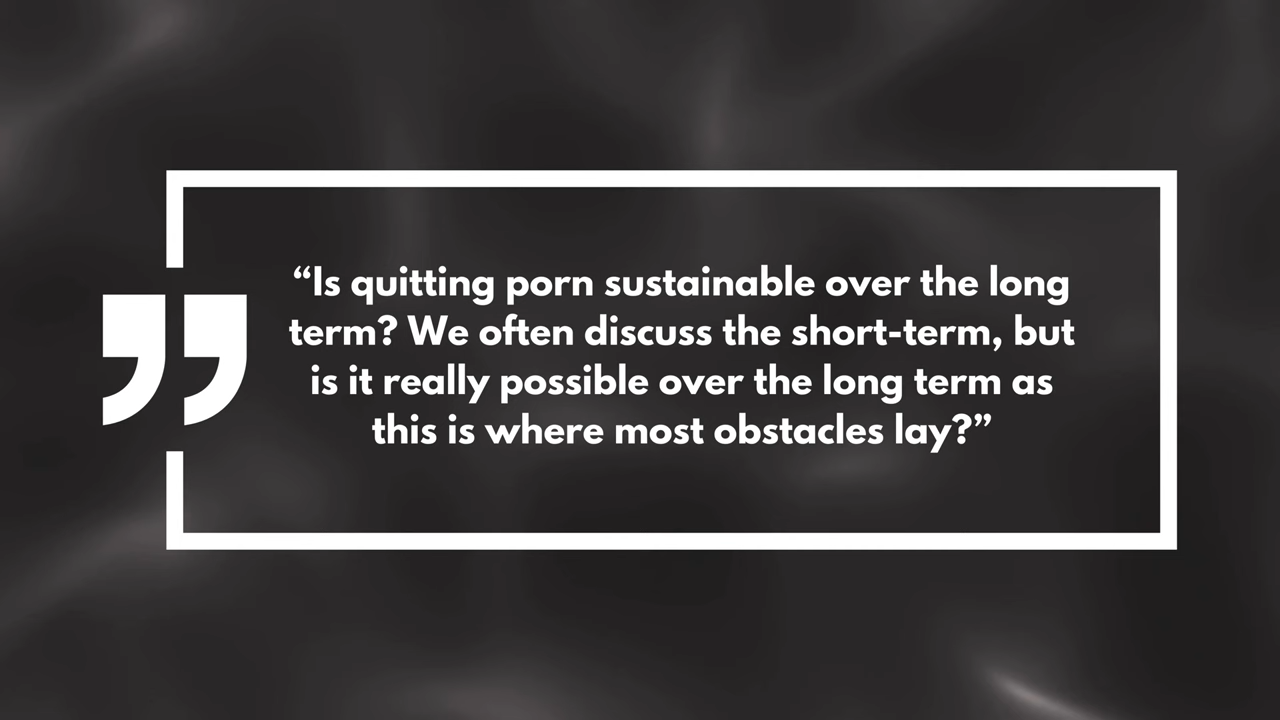 “Is quitting porn sustainable over the long
term? We often discuss the short-term, but
is it really possible over the long term as
this is where most obstacles lay?”